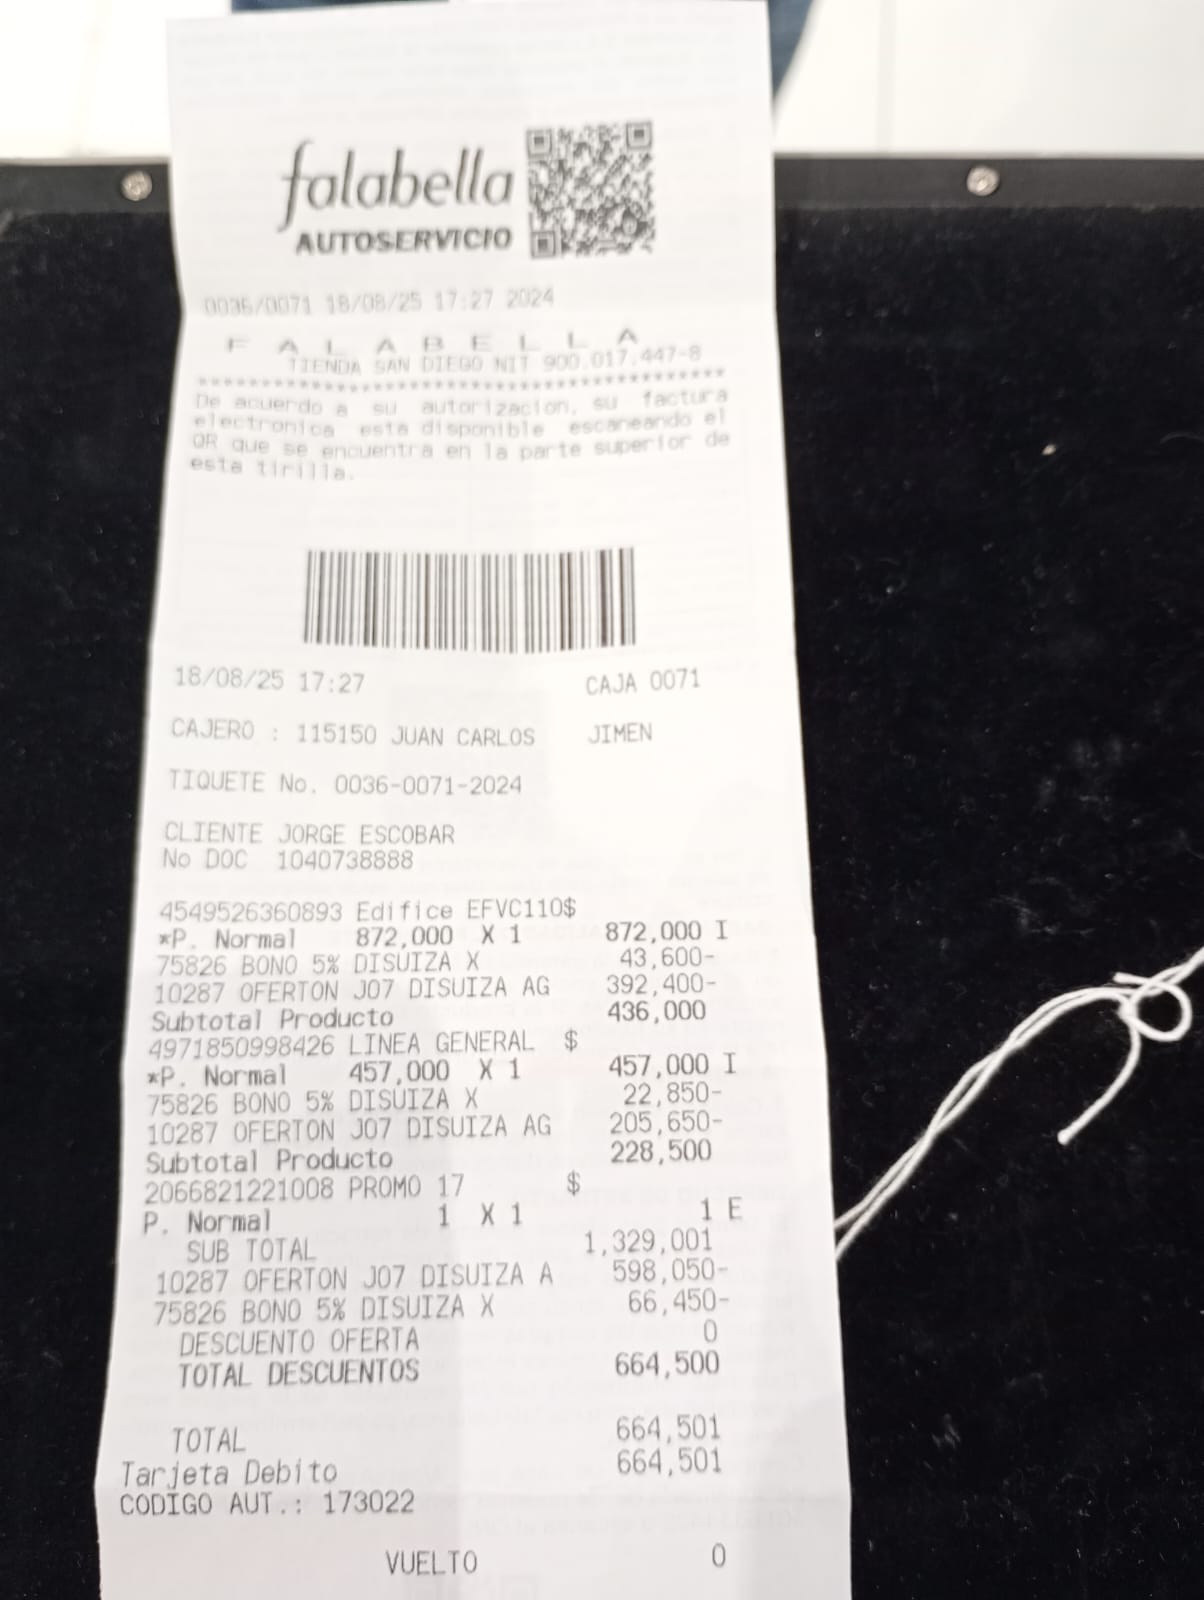 falabella
AUTOSERVICIO
0036/0071 18/08/25 17:27 2024
F A L A B E L L A
TIENDA SAN DIEGO NIT 900.017.447-8
************************************************
De acuerdo a su autorizacion, su factura
electronica esta disponible escaneando el
QR que se encuentra en la parte superior de
esta tirilla.
18/08/25 17:27 CAJA 0071
CAJERO : 115150 JUAN CARLOS JIMEN
TIQUETE No. 0036-0071-2024
CLIENTE JORGE ESCOBAR
No DOC 1040738888
4549526360893 Edifice EFVC110$
*P. Normal 872,000 X 1 872,000 I
75826 BONO 5% DISUIZA X 43,600-
10287 OFERTON J07 DISUIZA AG 392,400-
Subtotal Producto 436,000
4971850998426 LINEA GENERAL $
*P. Normal 457,000 X 1 457,000 I
75826 BONO 5% DISUIZA X 22,850-
10287 OFERTON J07 DISUIZA AG 205,650-
Subtotal Producto 228,500
2066821221008 PROMO 17 $
P. Normal 1 X 1 1 E
SUB TOTAL 1,329,001
10287 OFERTON J07 DISUIZA A 598,050-
75826 BONO 5% DISUIZA X 66,450-
DESCUENTO OFERTA 0
TOTAL DESCUENTOS 664,500
TOTAL 664,501
Tarjeta Debito 664,501
CODIGO AUT.: 173022
VUELTO 0